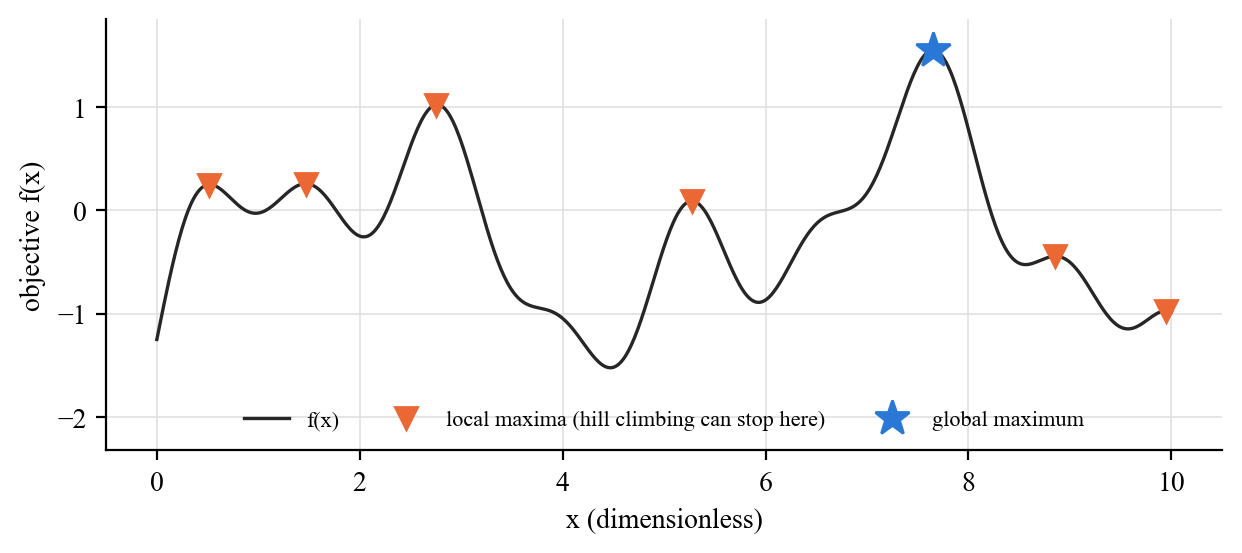 objective f(x)
1
0
−1
−2
f(x)
local maxima (hill climbing can stop here)
global maximum
0
2
4
6
8
10
x (dimensionless)